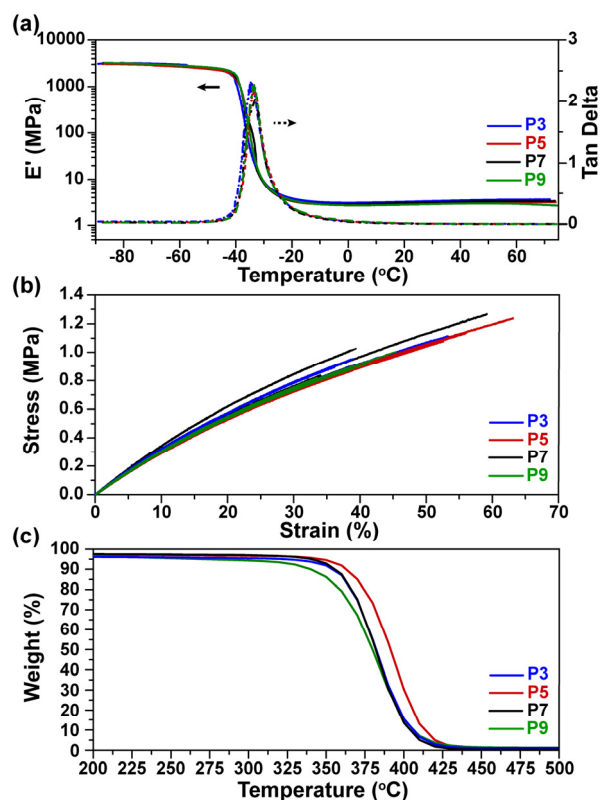 (a)
10000
1000
100
10
1
E' (MPa)
3
2
1
0
Tan Delta
P3
P5
P7
P9
-80 -60 -40 -20 0 20 40 60
Temperature (°C)
(b)
1.4
1.2
1.0
0.8
0.6
0.4
0.2
0.0
Stress (MPa)
P3
P5
P7
P9
0 10 20 30 40 50 60 70
Strain (%)
(c)
100
90
80
70
60
50
40
30
20
10
0
Weight (%)
P3
P5
P7
P9
200 225 250 275 300 325 350 375 400 425 450 475 500
Temperature (°C)